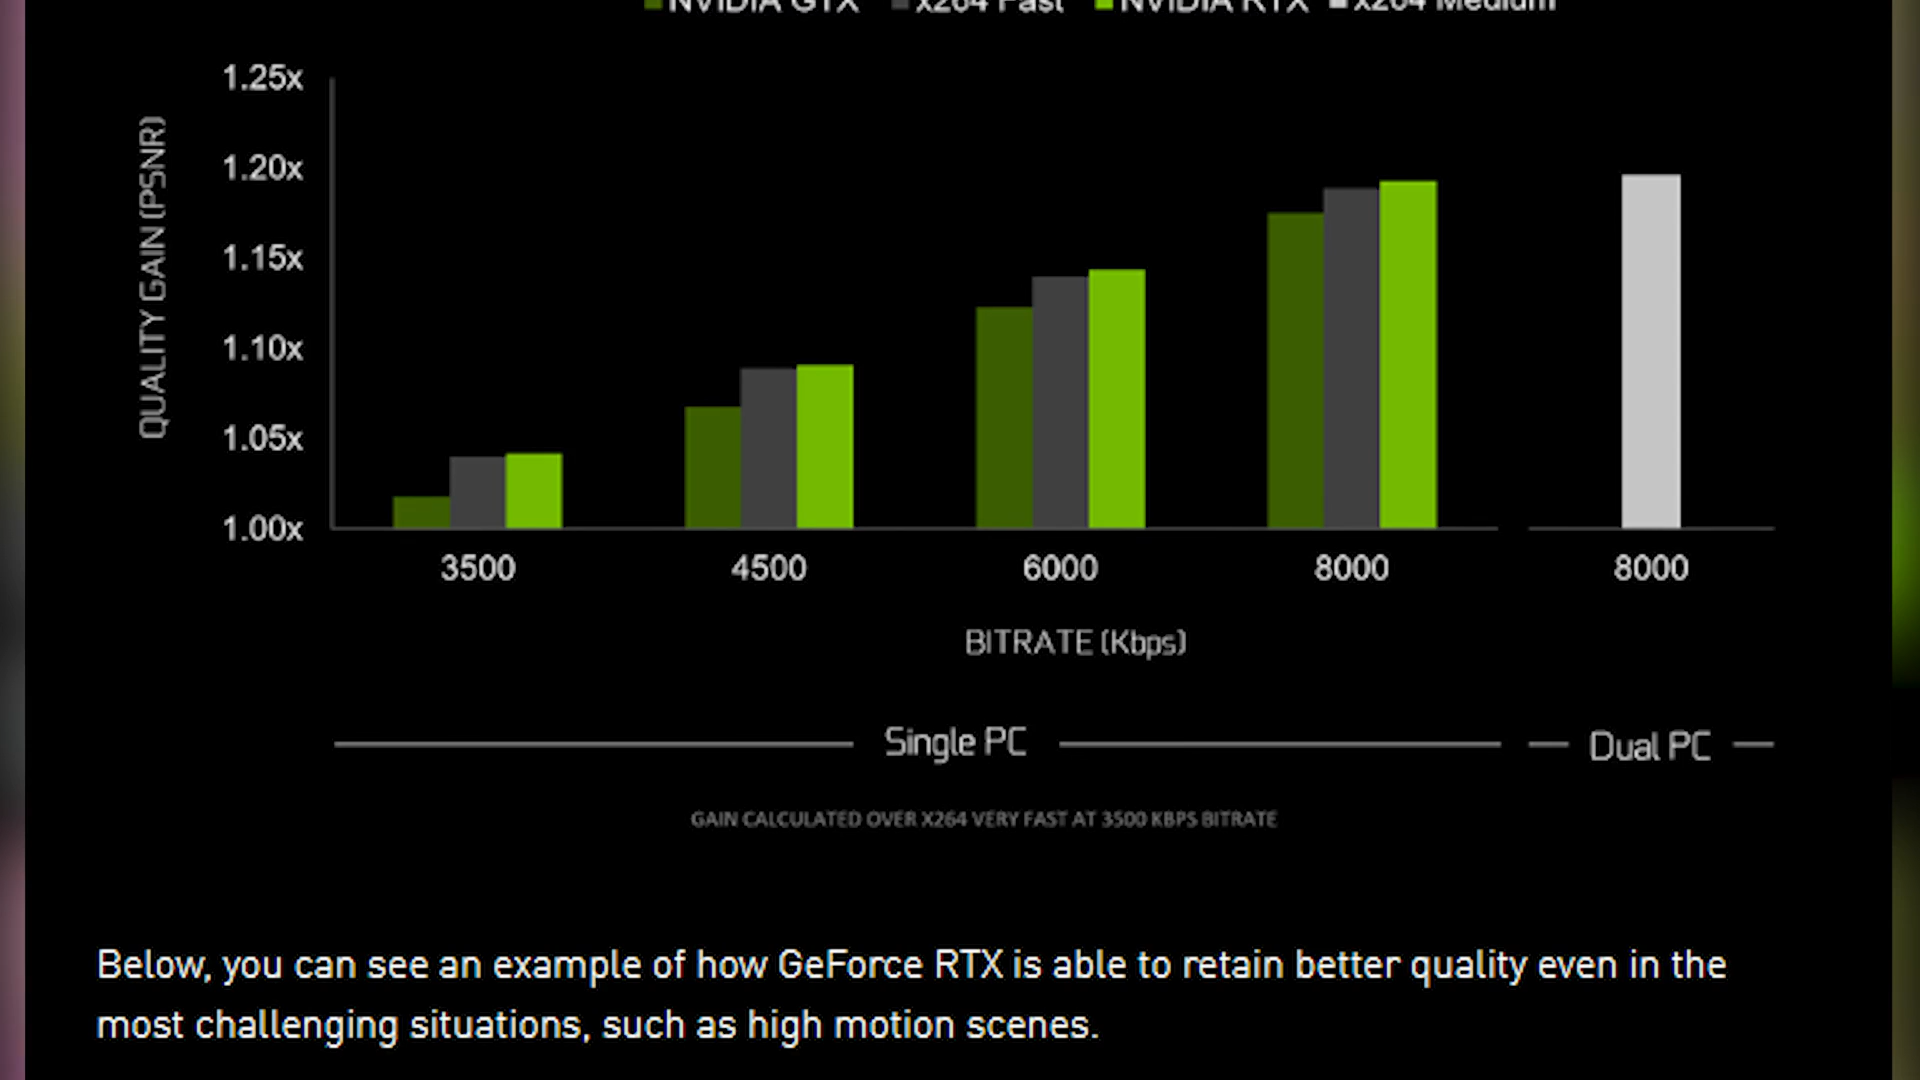 NVIDIA GTX x264 Fast NVIDIA RTX x264 Medium
1.25x
1.20x
1.15x
1.10x
1.05x
1.00x
QUALITY GAIN (PSNR)
3500 4500 6000 8000 8000
BITRATE (Kbps)
Single PC Dual PC
GAIN CALCULATED OVER X264 VERY FAST AT 3500 KBPS BITRATE
Below, you can see an example of how GeForce RTX is able to retain better quality even in the
most challenging situations, such as high motion scenes.